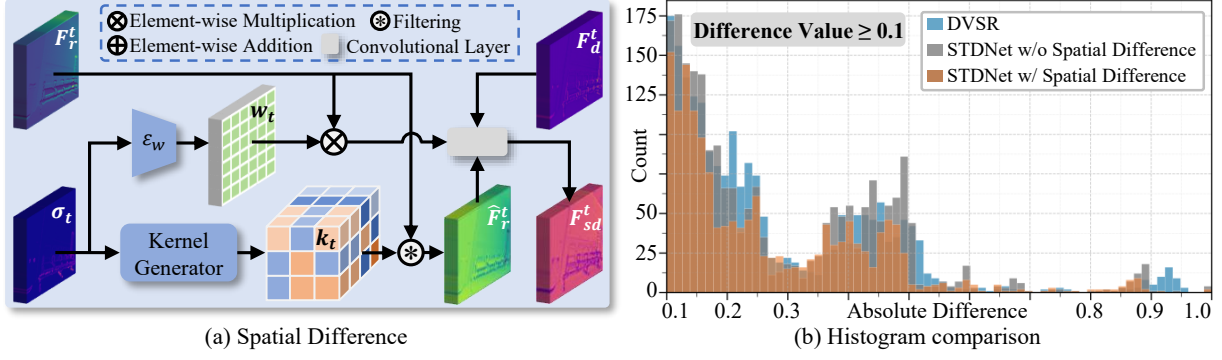 F_r^t
⊗ Element-wise Multiplication ⊛ Filtering
⊕ Element-wise Addition Convolutional Layer
F_d^t
ε_w
w_t
σ_t
Kernel
Generator
k_t
F̂_r^t
F_sd^t
(a) Spatial Difference
Difference Value ≥ 0.1
DVSR
STDNet w/o Spatial Difference
STDNet w/ Spatial Difference
Count
175
150
125
75
50
25
0
0.1 0.2 0.3 Absolute Difference 0.8 0.9 1.0
(b) Histogram comparison